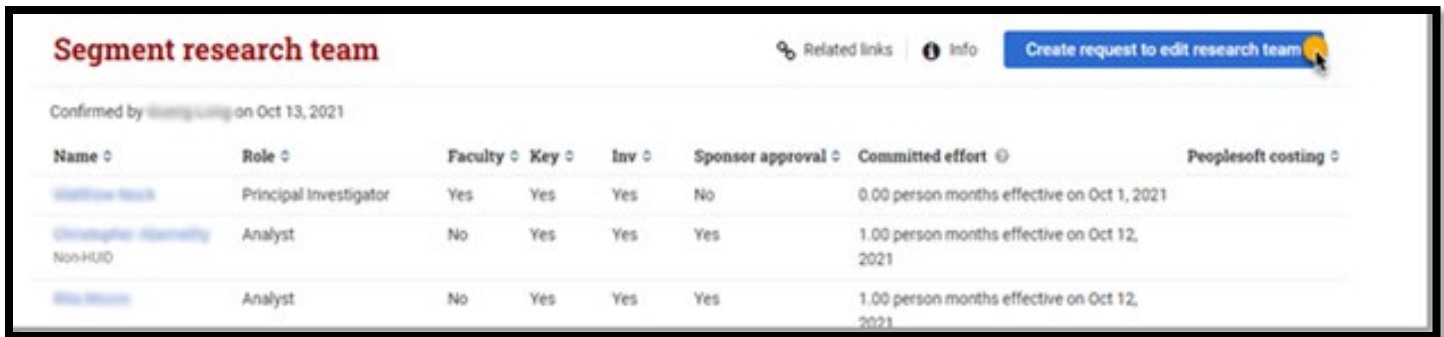 Segment research team
Related links
Info
Create request to edit research team
Confirmed by on Oct 13, 2021
Name Role Faculty Key Inv Sponsor approval Committed effort Peoplesoft costing
Principal Investigator Yes Yes Yes No 0.00 person months effective on Oct 1, 2021
Analyst No Yes Yes Yes 1.00 person months effective on Oct 12,
Non-HUID 2021
Analyst No Yes Yes Yes 1.00 person months effective on Oct 12,
2021